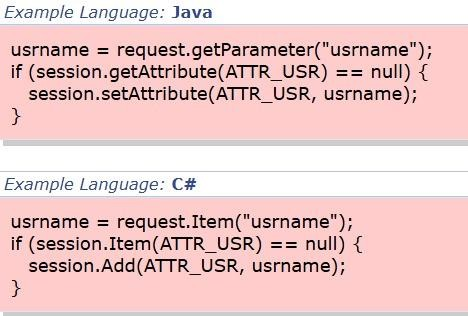 Example Language: Java
usrname = request.getParameter("usrname");
if (session.getAttribute(ATTR_USR) == null) {
session.setAttribute(ATTR_USR, usrname);
}
Example Language: C#
usrname = request.Item("usrname");
if (session.Item(ATTR_USR) == null) {
session.Add(ATTR_USR, usrname);
}